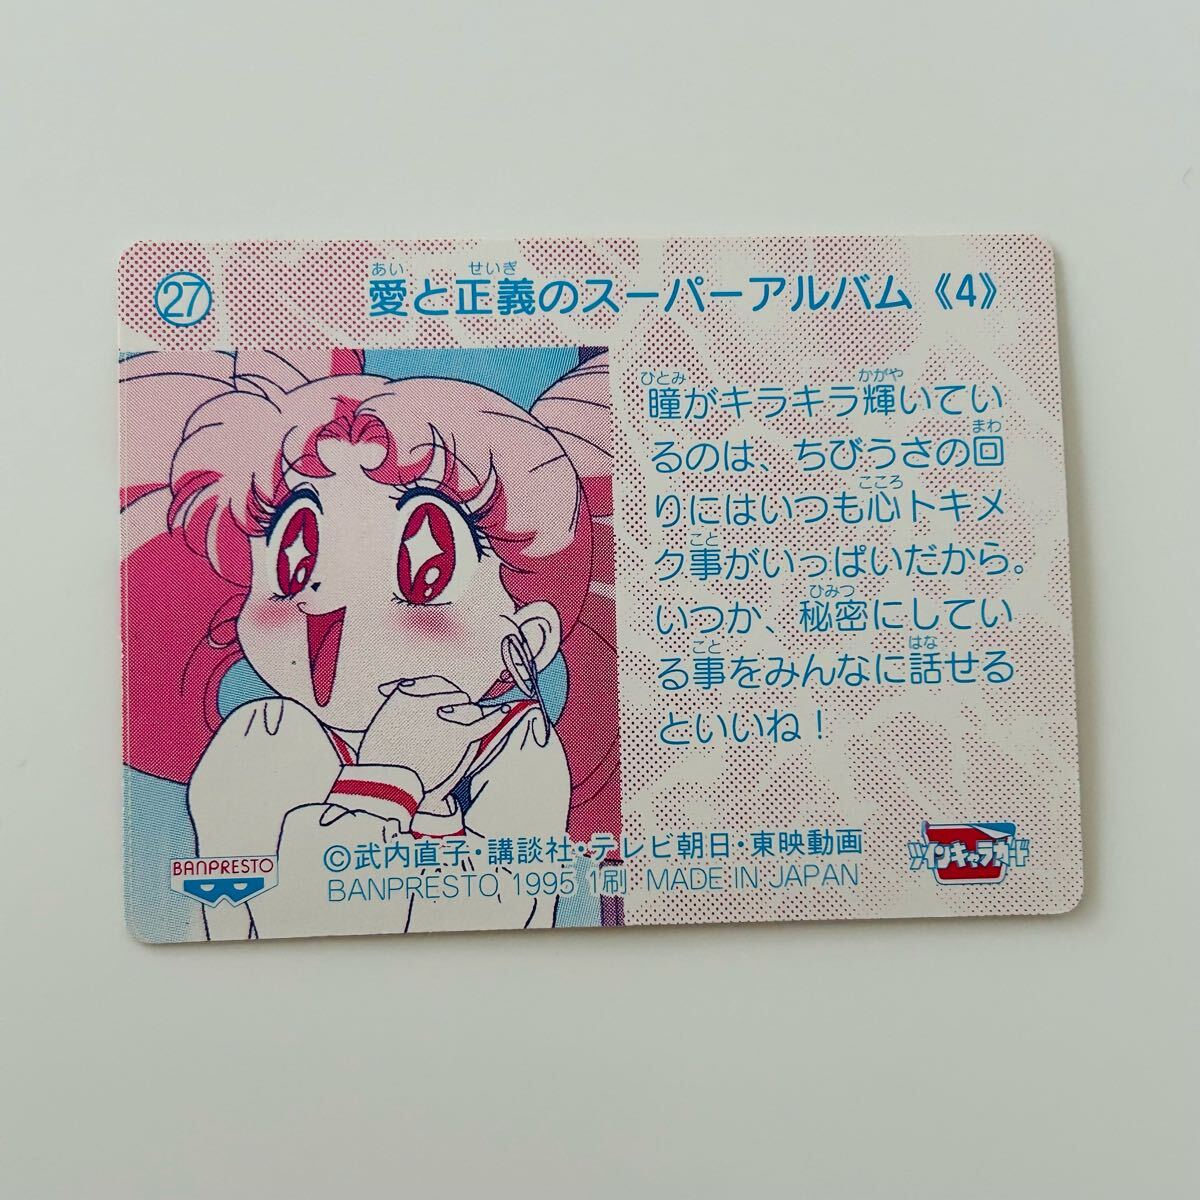 27
愛と正義のスーパーアルバム《4》
あい せいぎ
瞳がキラキラ輝いてい
ひとみ かがや
るのは、ちびうさの回
まわ
りにはいつも心トキメ
こころ
ク事がいっぱいだから。
こと
いつか、秘密にしてい
ひみつ
る事をみんなに話せる
こと はな
といいね！
©武内直子・講談社・テレビ朝日・東映動画
BANPRESTO 1995 1刷 MADE IN JAPAN
BANPRESTO
ツインキャラカード